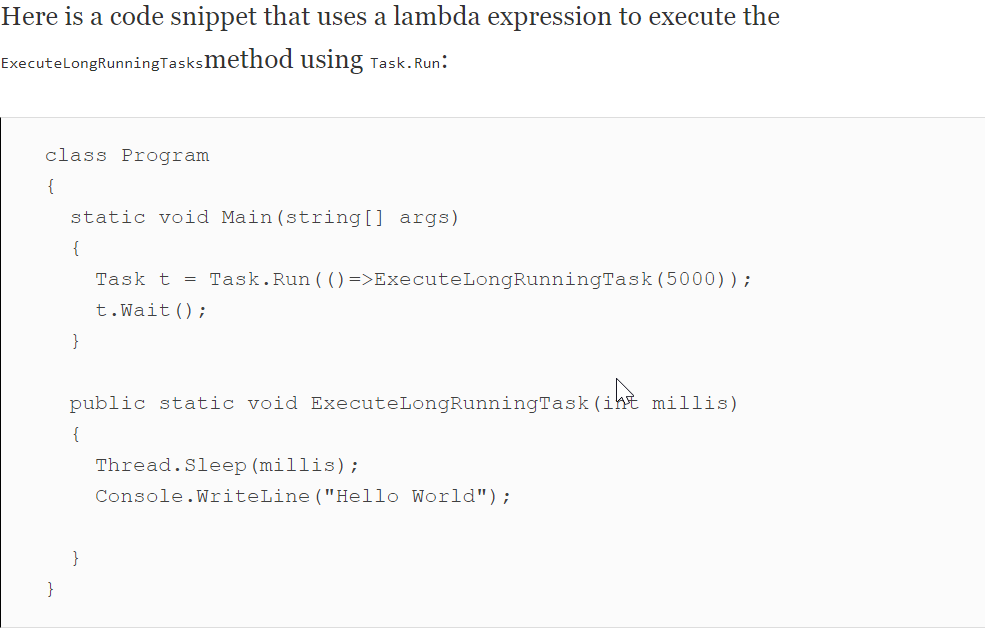 Here is a code snippet that uses a lambda expression to execute the
ExecuteLongRunningTasksmethod using Task.Run:
class Program
{
static void Main(string[] args)
{
Task t = Task.Run(()=>ExecuteLongRunningTask(5000));
t.Wait();
}
public static void ExecuteLongRunningTask(int millis)
{
Thread.Sleep(millis);
Console.WriteLine("Hello World");
}
}